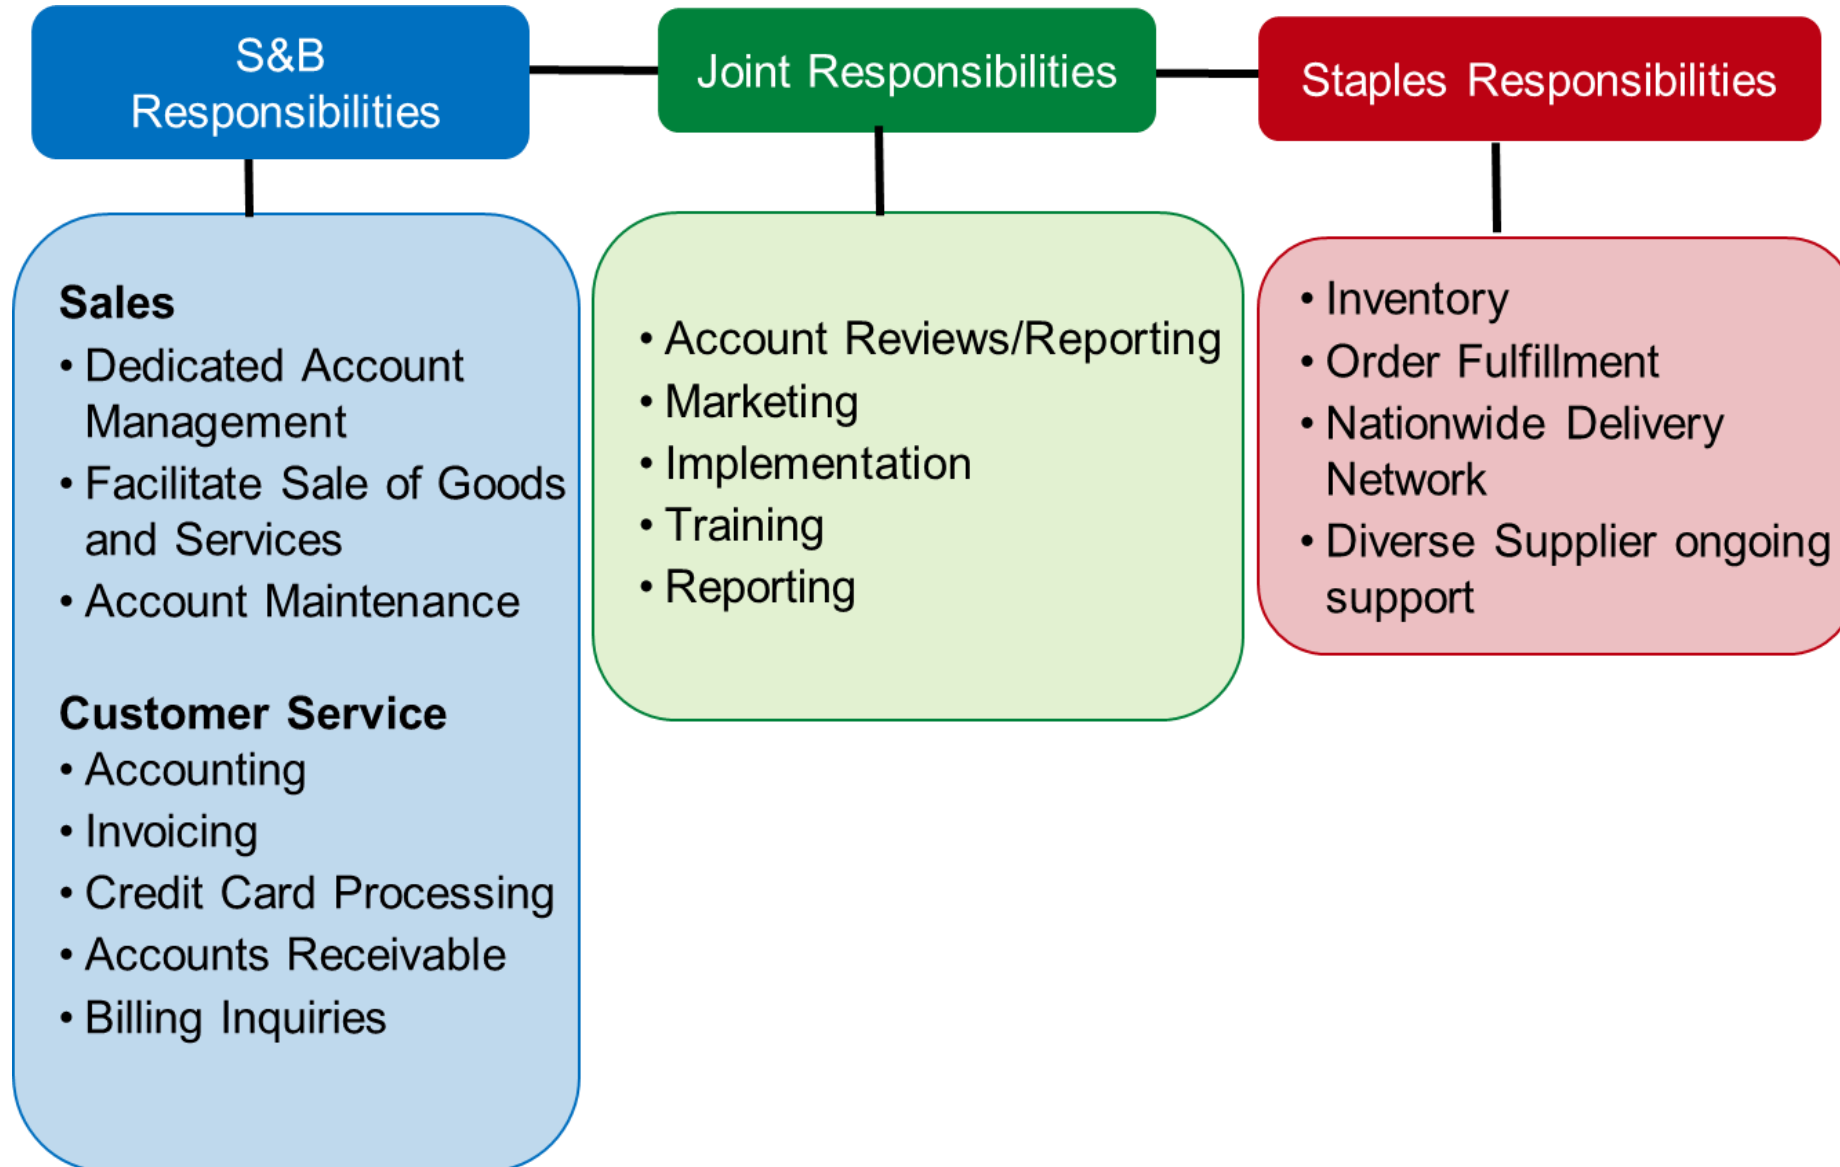 S&B
Responsibilities
Joint Responsibilities
Staples Responsibilities
Sales
• Dedicated Account
Management
• Facilitate Sale of Goods
and Services
• Account Maintenance
Customer Service
• Accounting
• Invoicing
• Credit Card Processing
• Accounts Receivable
• Billing Inquiries
• Account Reviews/Reporting
• Marketing
• Implementation
• Training
• Reporting
• Inventory
• Order Fulfillment
• Nationwide Delivery
Network
• Diverse Supplier ongoing
support